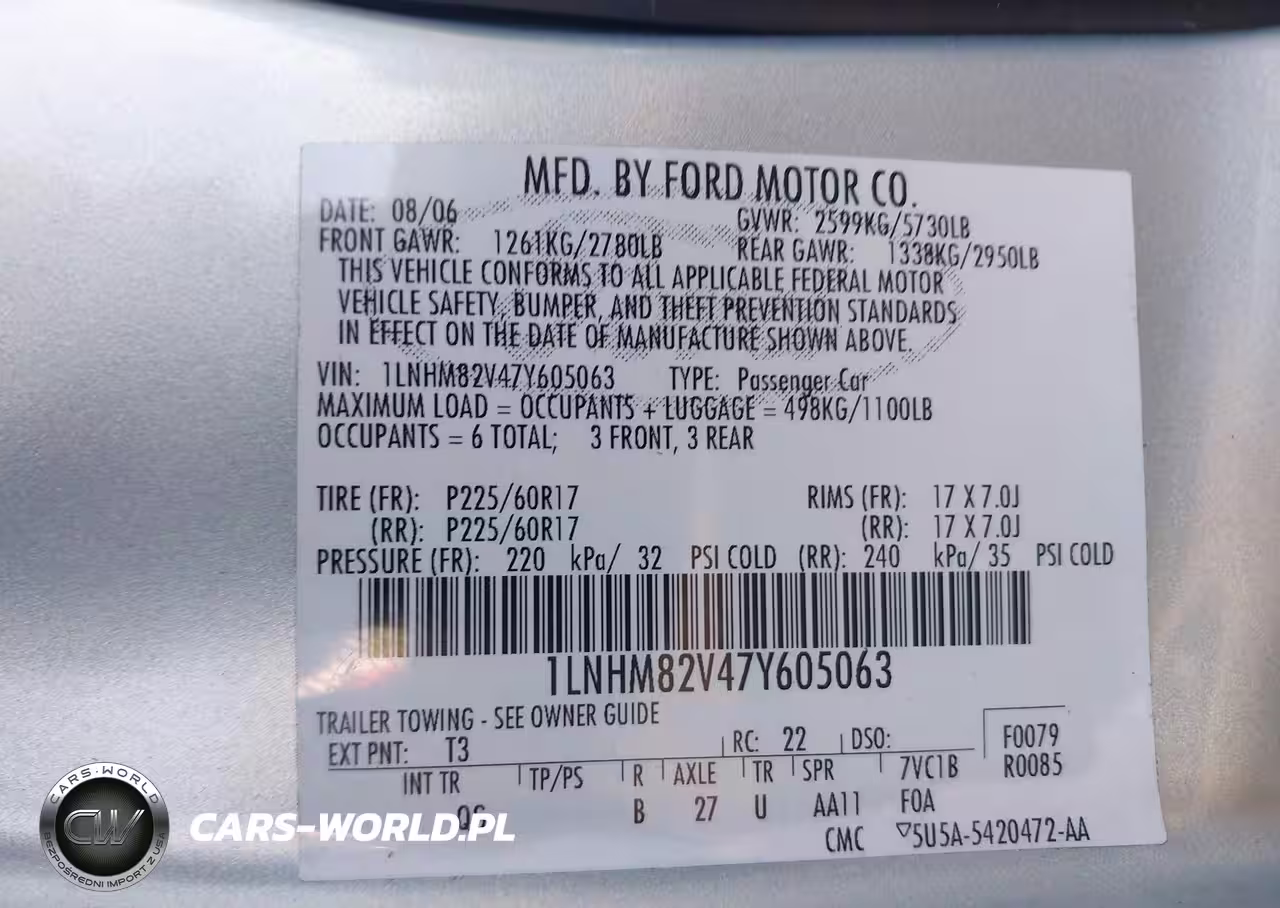 MFD. BY FORD MOTOR CO.
DATE: 08/06 GVWR: 2599KG/5730LB
FRONT GAWR: 1261KG/2780LB REAR GAWR: 1338KG/2950LB
THIS VEHICLE CONFORMS TO ALL APPLICABLE FEDERAL MOTOR
VEHICLE SAFETY, BUMPER, AND THEFT PREVENTION STANDARDS
IN EFFECT ON THE DATE OF MANUFACTURE SHOWN ABOVE.
VIN: 1LNHM82V47Y605063 TYPE: Passenger Car
MAXIMUM LOAD = OCCUPANTS + LUGGAGE = 498KG/1100LB
OCCUPANTS = 6 TOTAL; 3 FRONT, 3 REAR
TIRE (FR): P225/60R17 RIMS (FR): 17 X 7.0J
(RR): P225/60R17 (RR): 17 X 7.0J
PRESSURE (FR): 220 kPa/ 32 PSI COLD (RR): 240 kPa/ 35 PSI COLD
1LNHM82V47Y605063
TRAILER TOWING - SEE OWNER GUIDE
EXT PNT: T3 RC: 22 DSO: F0079
INT TR TP/PS R AXLE TR SPR 7VC1B R0085
B 27 U AA11 F0A
CMC 5U5A-5420472-AA
CARS-WORLD
CW
BEZPOŚREDNI IMPORT Z USA
CARS-WORLD.PL